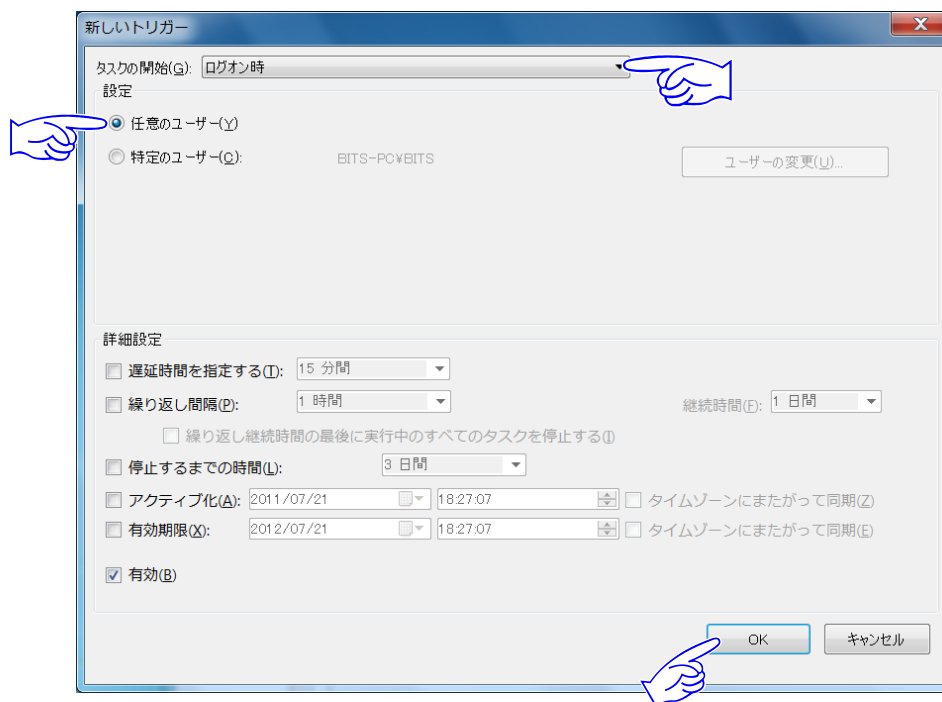 新しいトリガー
タスクの開始(G): ログオン時
設定
任意のユーザー(Y)
特定のユーザー(C): BITS-PC¥BITS ユーザーの変更(U)...
詳細設定
遅延時間を指定する(T): 15 分間
繰り返し間隔(P): 1 時間 継続時間(F): 1 日間
繰り返し継続時間の最後に実行中のすべてのタスクを停止する(I)
停止するまでの時間(L): 3 日間
アクティブ化(A): 2011/07/21 18:27:07 タイムゾーンにまたがって同期(Z)
有効期限(X): 2012/07/21 18:27:07 タイムゾーンにまたがって同期(E)
有効(B)
OK キャンセル